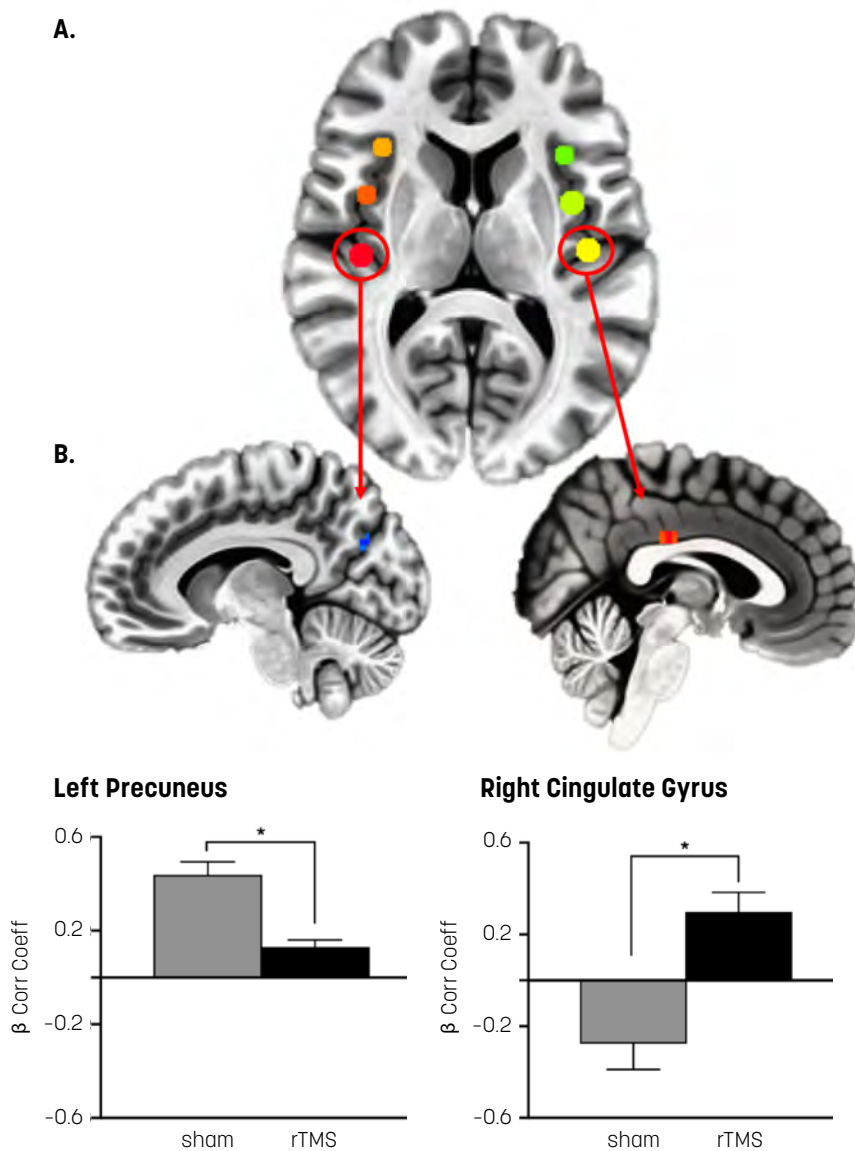 A.
B.
Left Precuneus
Right Cingulate Gyrus
0.6
*
0.2
-0.2
-0.6
β Corr Coeff
sham rTMS
0.6
*
0.2
-0.2
-0.6
β Corr Coeff
sham rTMS